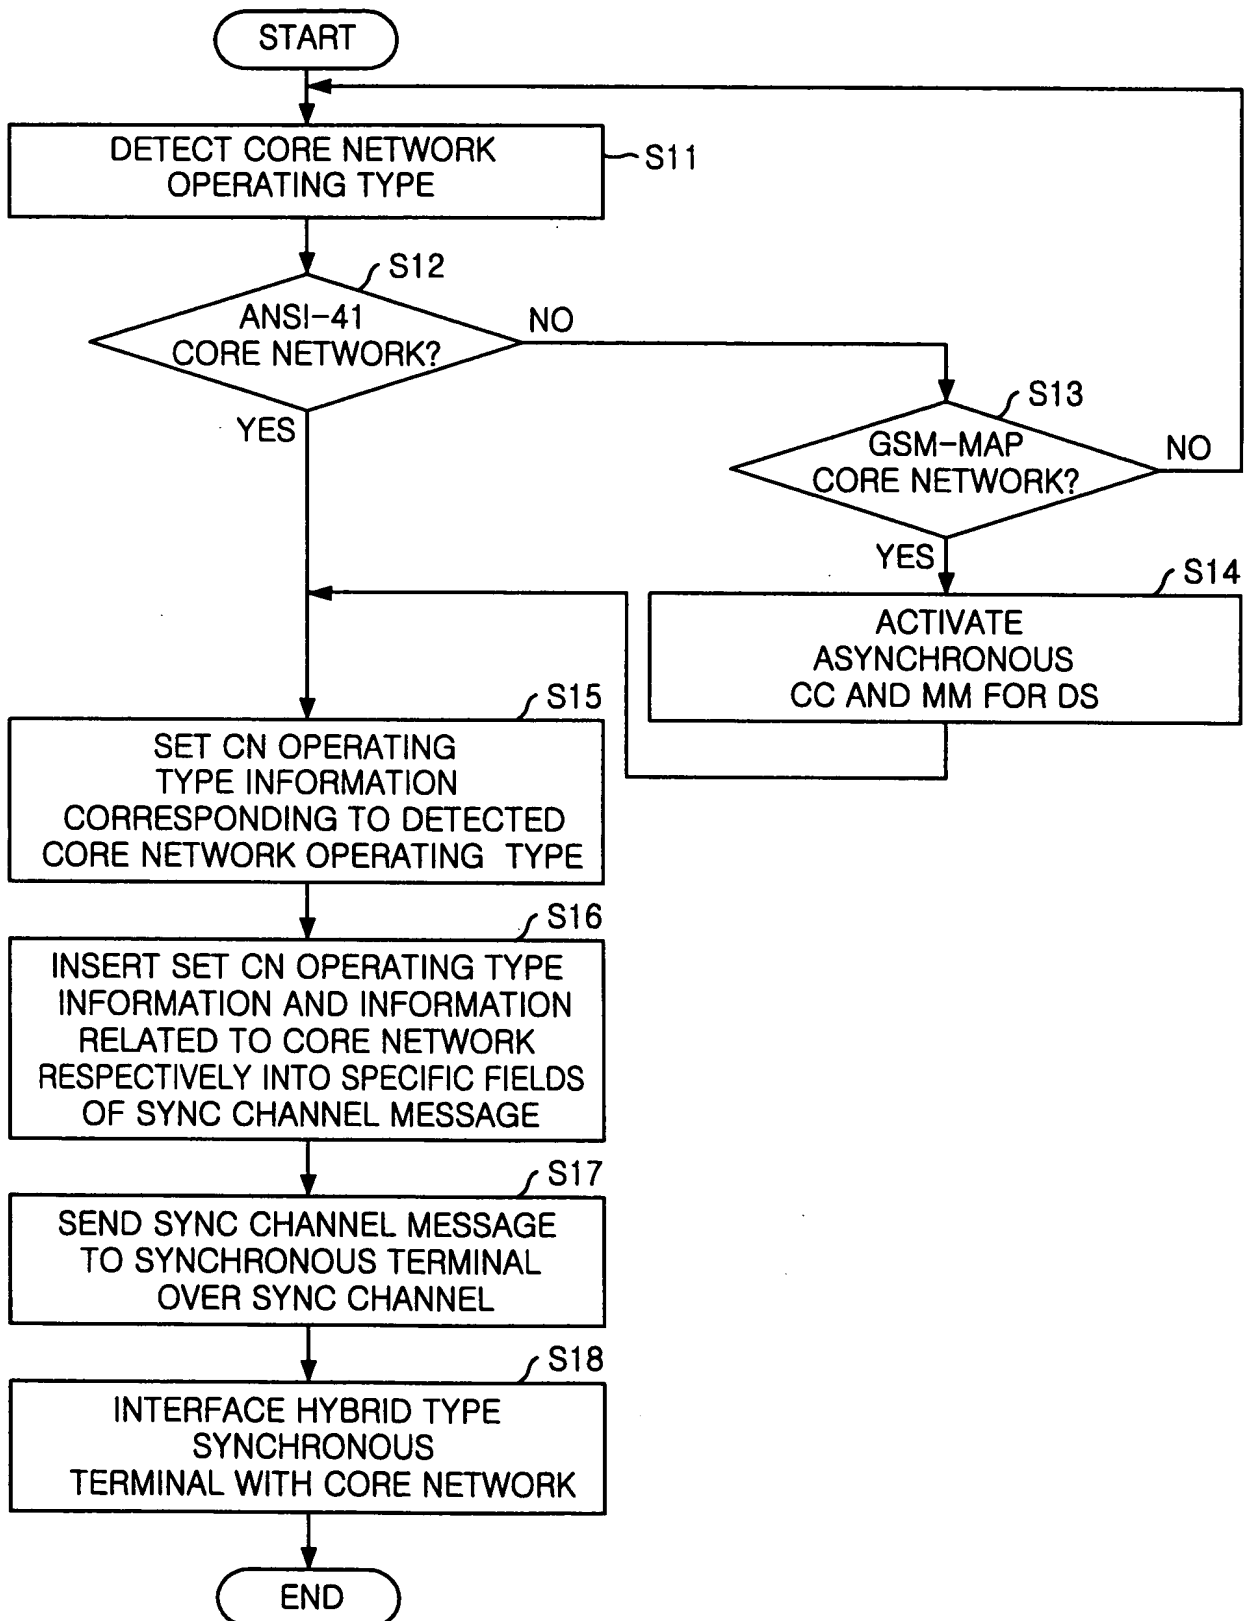 START
DETECT CORE NETWORK
OPERATING TYPE
S11
S12
ANSI-41
CORE NETWORK?
NO
YES
S13
GSM-MAP
CORE NETWORK?
NO
YES
S14
ACTIVATE
ASYNCHRONOUS
CC AND MM FOR DS
S15
SET CN OPERATING
TYPE INFORMATION
CORRESPONDING TO DETECTED
CORE NETWORK OPERATING TYPE
S16
INSERT SET CN OPERATING TYPE
INFORMATION AND INFORMATION
RELATED TO CORE NETWORK
RESPECTIVELY INTO SPECIFIC FIELDS
OF SYNC CHANNEL MESSAGE
S17
SEND SYNC CHANNEL MESSAGE
TO SYNCHRONOUS TERMINAL
OVER SYNC CHANNEL
S18
INTERFACE HYBRID TYPE
SYNCHRONOUS
TERMINAL WITH CORE NETWORK
END